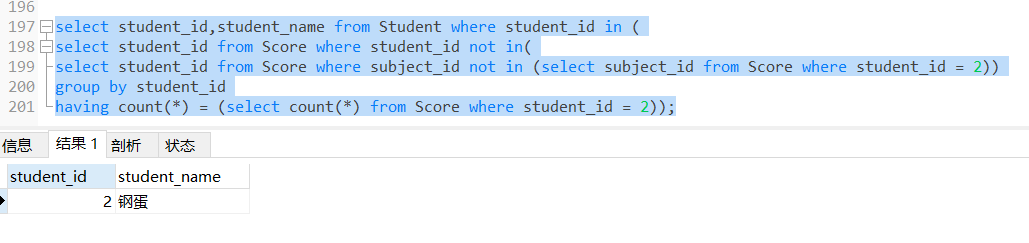 196
197 select student_id,student_name from Student where student_id in (
198 select student_id from Score where student_id not in(
199 select student_id from Score where subject_id not in (select subject_id from Score where student_id = 2))
200 group by student_id
201 having count(*) = (select count(*) from Score where student_id = 2));
信息 结果 1 剖析 状态
student_id student_name
2 钢蛋